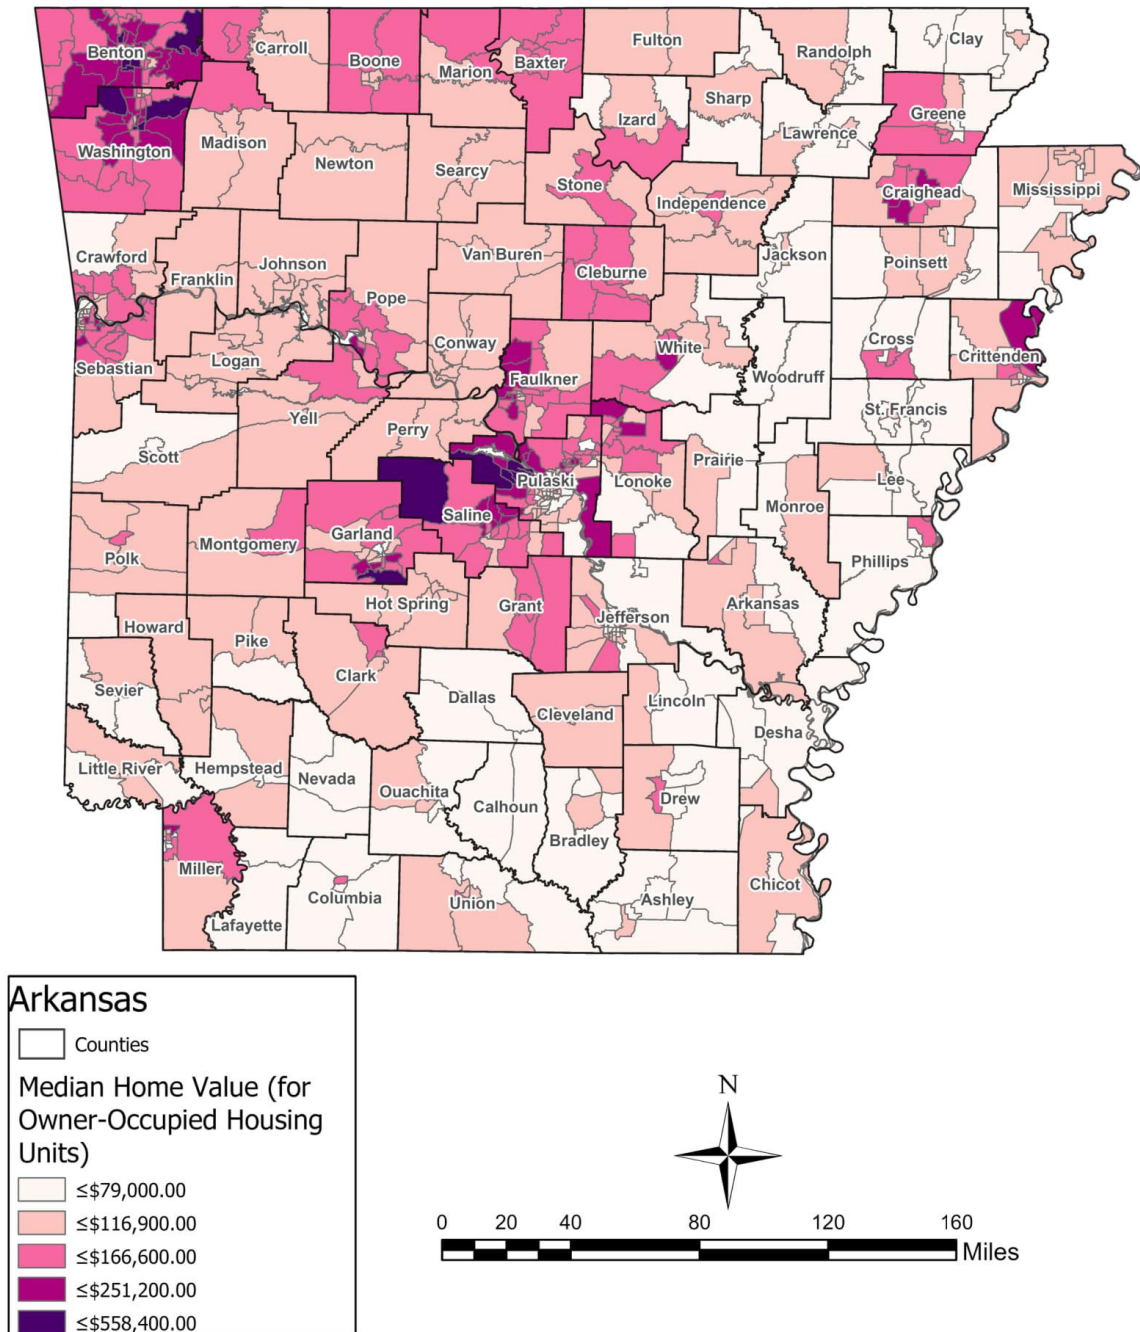 Benton
Carroll
Boone
Marion
Baxter
Fulton
Randolph
Clay
Sharp
Izard
Greene
Lawrence
Washington
Madison
Newton
Searcy
Stone
Independence
Craighead
Mississippi
Crawford
Franklin
Johnson
Van Buren
Cleburne
Jackson
Poinsett
Pope
Logan
Conway
White
Cross
Crittenden
Sebastian
Faulkner
Woodruff
Yell
St. Francis
Perry
Scott
Prairie
Pulaski
Lonoke
Lee
Monroe
Saline
Garland
Montgomery
Polk
Phillips
Hot Spring
Grant
Jefferson
Arkansas
Howard
Pike
Clark
Sevier
Dallas
Cleveland
Lincoln
Desha
Little River
Hempstead
Nevada
Ouachita
Calhoun
Drew
Bradley
Miller
Columbia
Union
Ashley
Chicot
Lafayette
Arkansas
Counties
Median Home Value (for
Owner-Occupied Housing
Units)
≤$79,000.00
≤$116,900.00
≤$166,600.00
≤$251,200.00
≤$558,400.00
N
0 20 40 80 120 160
Miles